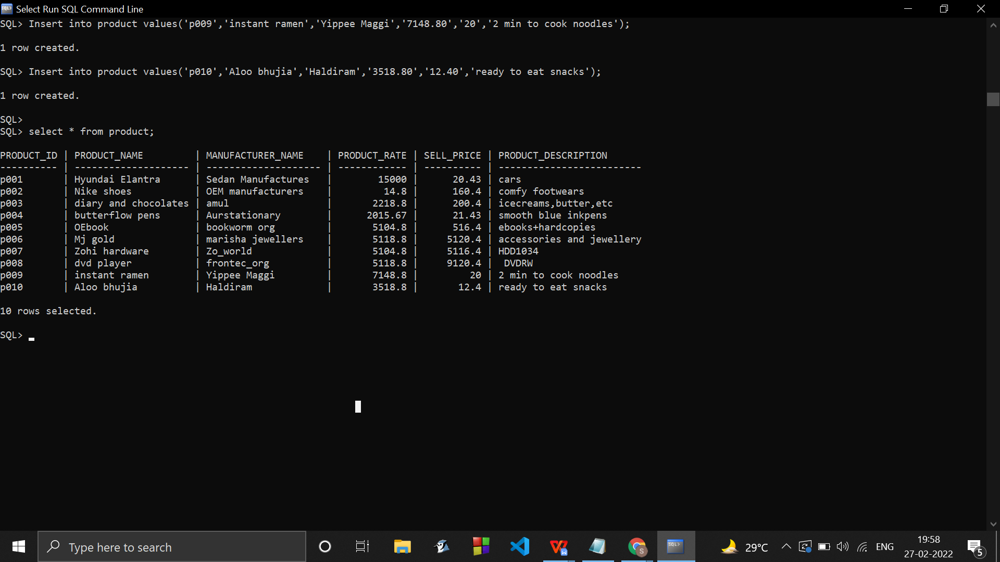 Select Run SQL Command Line
SQL> Insert into product values('p009','instant ramen','Yippee Maggi','7148.80','20','2 min to cook noodles');
1 row created.
SQL> Insert into product values('p010','Aloo bhujia','Haldiram','3518.80','12.40','ready to eat snacks');
1 row created.
SQL>
SQL> select * from product;
PRODUCT_ID | PRODUCT_NAME         | MANUFACTURER_NAME    | PRODUCT_RATE | SELL_PRICE | PRODUCT_DESCRIPTION
---------- | -------------------- | -------------------- | ------------ | ---------- | -------------------------
p001       | Hyundai Elantra      | Sedan Manufactures   |        15000 |      20.43 | cars
p002       | Nike shoes           | OEM manufacturers    |         14.8 |      160.4 | comfy footwears
p003       | diary and chocolates | amul                 |       2218.8 |      200.4 | icecreams,butter,etc
p004       | butterflow pens      | Aurstationary        |      2015.67 |      21.43 | smooth blue inkpens
p005       | OEbook               | bookworm org         |       5104.8 |      516.4 | ebooks+hardcopies
p006       | Mj gold              | marisha jewellers    |       5118.8 |     5120.4 | accessories and jewellery
p007       | Zohi hardware        | Zo_world             |       5104.8 |     5116.4 | HDD1034
p008       | dvd player           | frontec_org          |       5118.8 |     9120.4 |  DVDRW
p009       | instant ramen        | Yippee Maggi         |       7148.8 |         20 | 2 min to cook noodles
p010       | Aloo bhujia          | Haldiram             |       3518.8 |       12.4 | ready to eat snacks
10 rows selected.
SQL>
Type here to search
29°C
ENG
19:58
27-02-2022
5